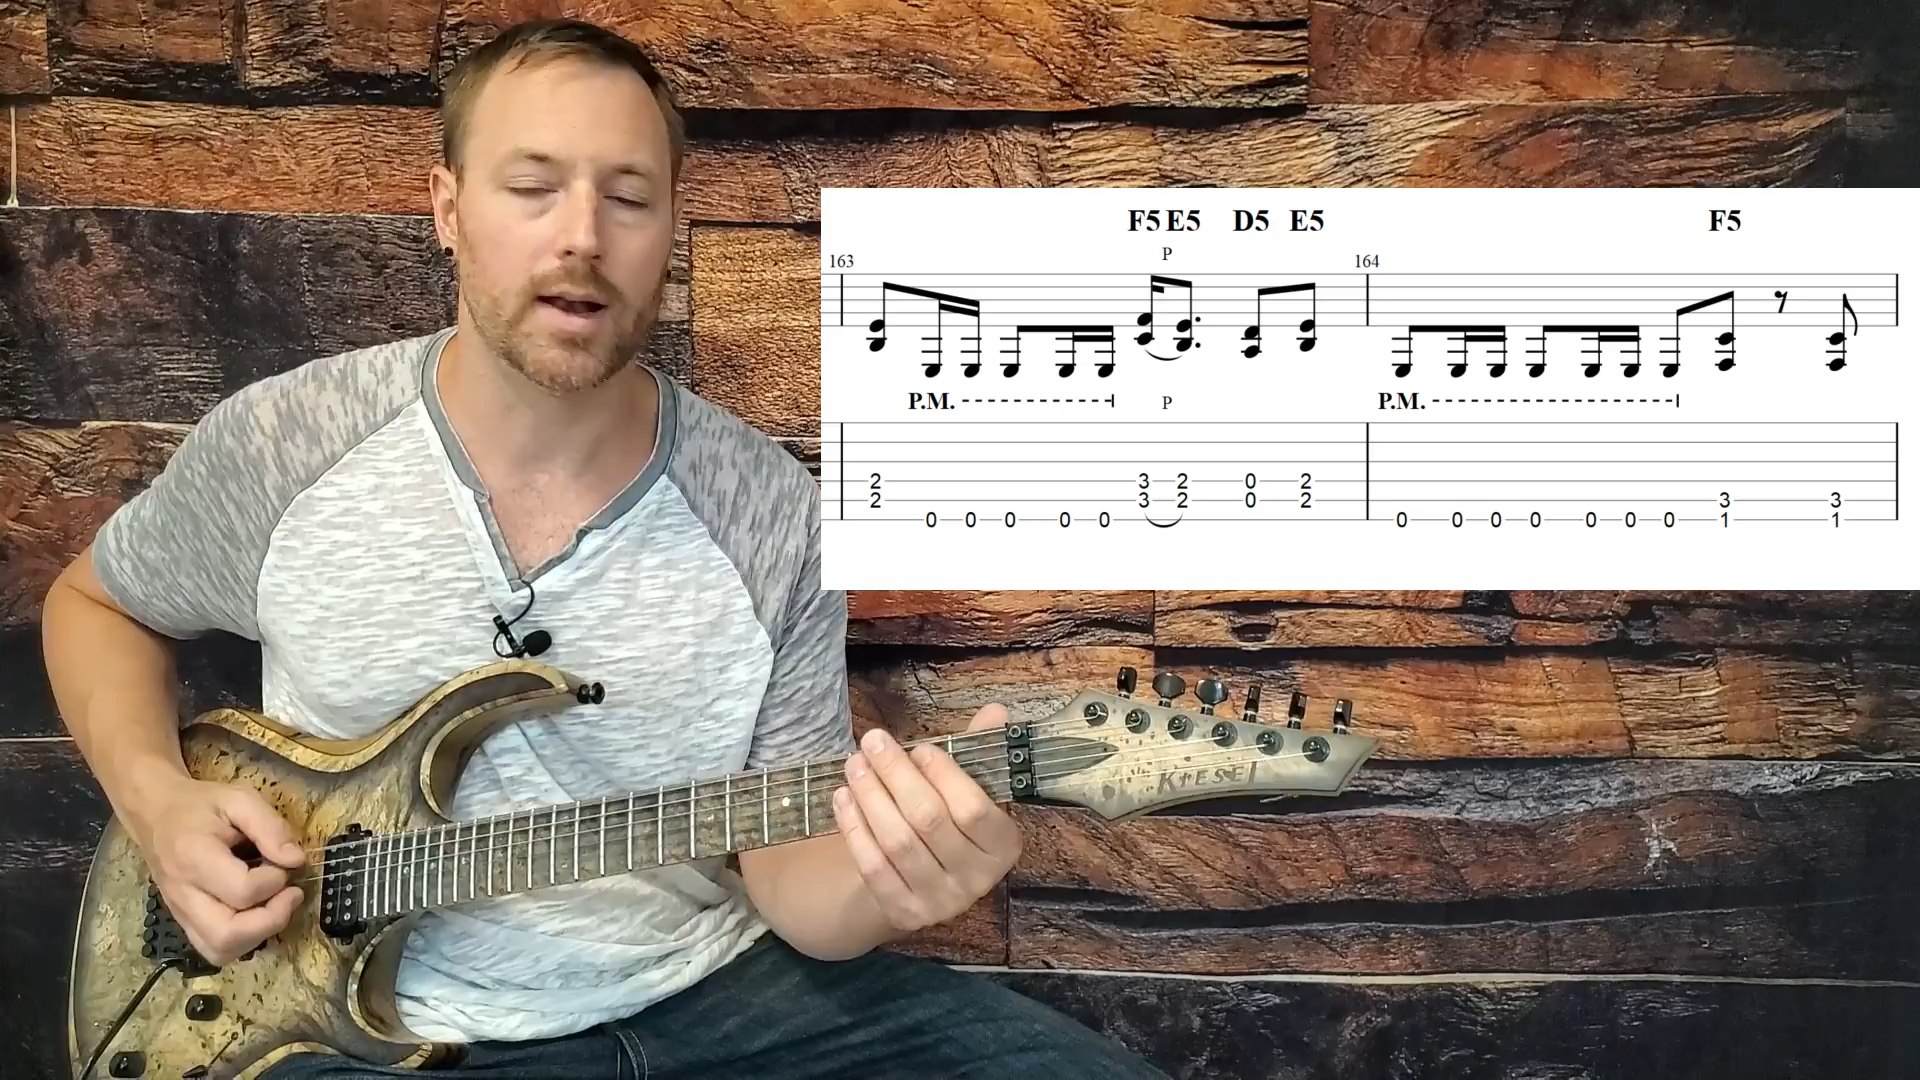 F5 E5 D5 E5 F5
P
163 164
P.M. P P.M.
2 3 2 0 2
2 3 2 0 2 3 3
0 0 0 0 0 0 0 0 0 0 0 0 1 1
KIESEL